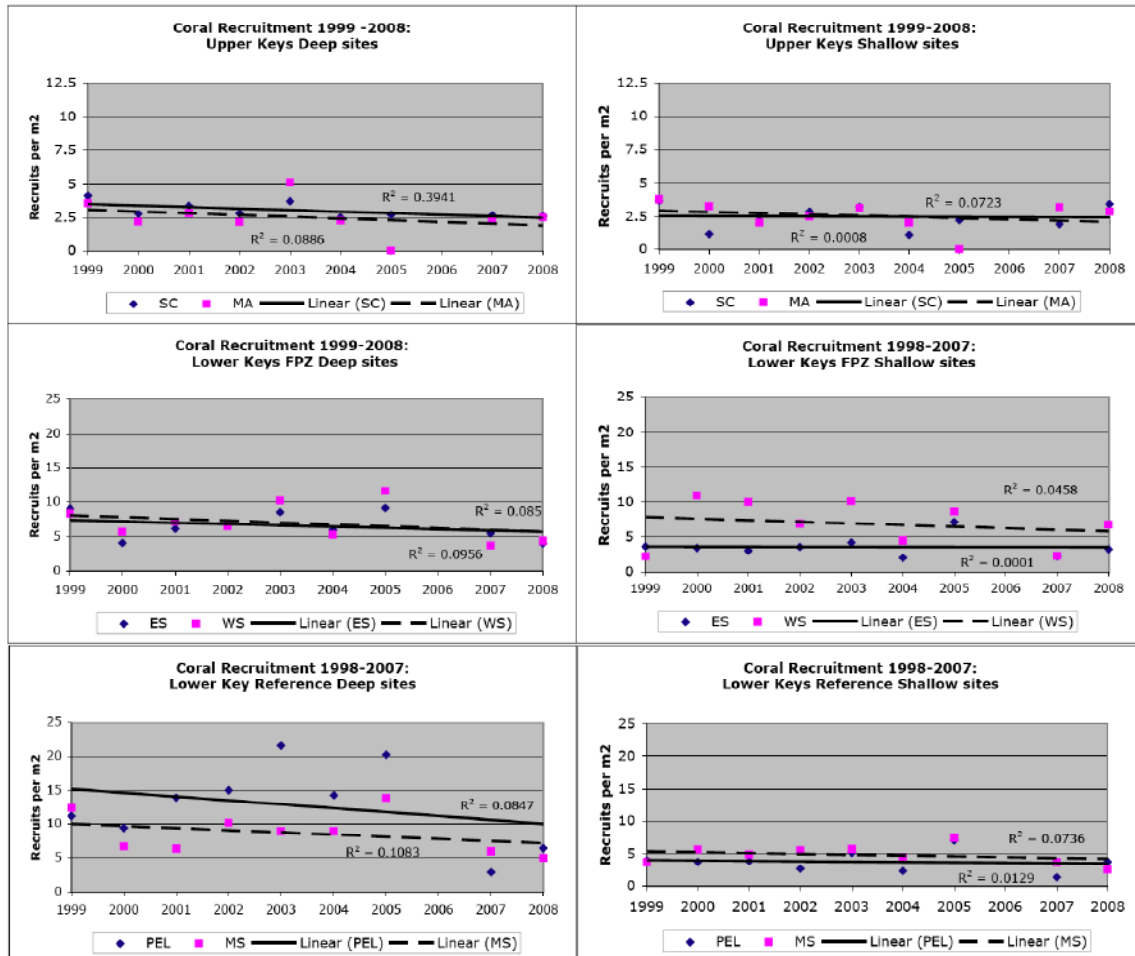 Coral Recruitment 1999 -2008:
Upper Keys Deep sites
Recruits per m2
12.5
10
7.5
5
2.5
0
R² = 0.3941
R² = 0.0886
1999 2000 2001 2002 2003 2004 2005 2007 2008
SC MA Linear (SC) Linear (MA)
Coral Recruitment 1999-2008:
Upper Keys Shallow sites
Recruits per m2
12.5
10
7.5
5
2.5
0
R² = 0.0723
R² = 0.0008
1999 2000 2001 2002 2003 2004 2005 2007 2008
SC MA Linear (SC) Linear (MA)
Coral Recruitment 1999-2008:
Lower Keys FPZ Deep sites
Recruits per m2
25
20
15
10
5
0
R² = 0.085
R² = 0.0956
1999 2000 2001 2002 2003 2004 2005 2007 2008
ES WS Linear (ES) Linear (WS)
Coral Recruitment 1998-2007:
Lower Keys FPZ Shallow sites
Recruits per m2
25
20
15
10
5
0
R² = 0.0458
R² = 0.0001
1999 2000 2001 2002 2003 2004 2005 2007 2008
ES WS Linear (ES) Linear (WS)
Coral Recruitment 1998-2007:
Lower Key Reference Deep sites
Recruits per m2
25
20
15
10
5
0
R² = 0.0847
R² = 0.1083
1999 2000 2001 2002 2003 2004 2005 2007 2008
PEL MS Linear (PEL) Linear (MS)
Coral Recruitment 1998-2007:
Lower Keys Reference Shallow sites
Recruits per m2
25
20
15
10
5
0
R² = 0.0736
R² = 0.0129
1999 2000 2001 2002 2003 2004 2005 2007 2008
PEL MS Linear (PEL) Linear (MS)